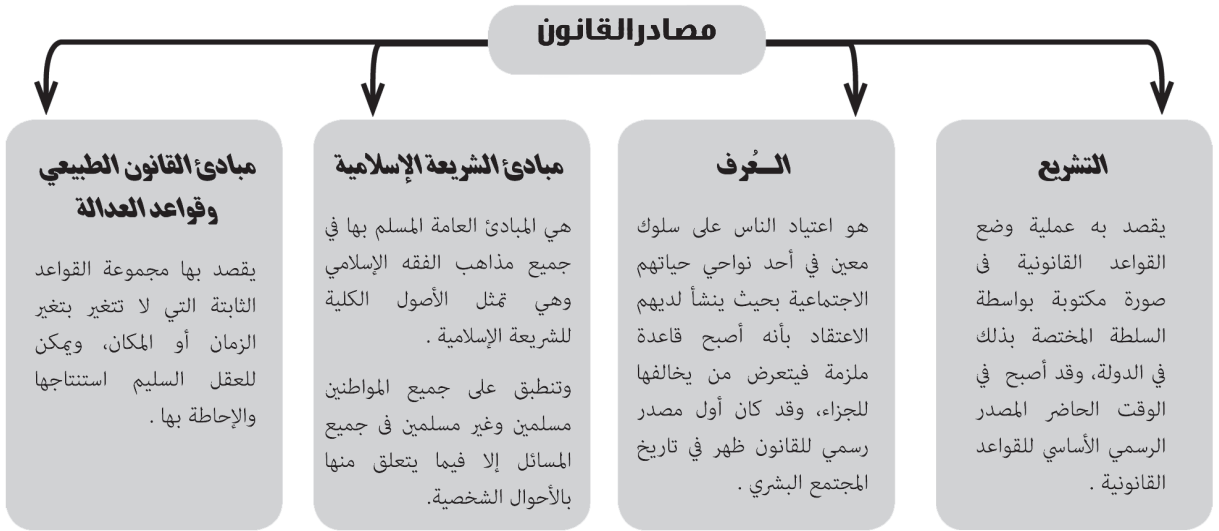 مصادر القانون
التشريع
يقصد به عملية وضع
القواعد القانونية فى
صورة مكتوبة بواسطة
السلطة المختصة بذلك
في الدولة، وقد أصبح في
الوقت الحاضر المصدر
الرسمي الأساسي للقواعد
القانونية .
العُرف
هو اعتياد الناس على سلوك
معين في أحد نواحي حياتهم
الاجتماعية بحيث ينشأ لديهم
الاعتقاد بأنه أصبح قاعدة
ملزمة فيتعرض من يخالفها
للجزاء، وقد كان أول مصدر
رسمي للقانون ظهر في تاريخ
المجتمع البشري .
مبادئ الشريعة الإسلامية
هي المبادئ العامة المسلم بها في
جميع مذاهب الفقه الإسلامي
وهي تمثل الأصول الكلية
للشريعة الإسلامية .
وتنطبق على جميع المواطنين
مسلمين وغير مسلمين فى جميع
المسائل إلا فيما يتعلق منها
بالأحوال الشخصية.
مبادئ القانون الطبيعي
وقواعد العدالة
يقصد بها مجموعة القواعد
الثابتة التي لا تتغير بتغير
الزمان أو المكان، ويمكن
للعقل السليم استنتاجها
والإحاطة بها .